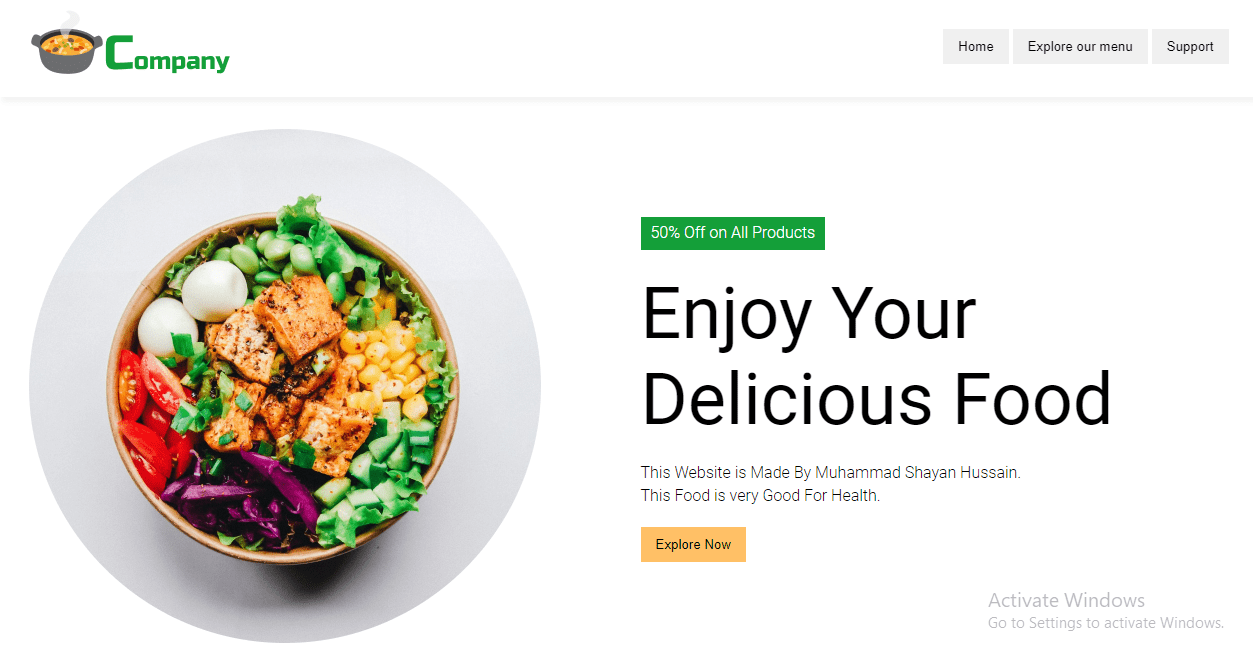 Company
Home
Explore our menu
Support
50% Off on All Products
Enjoy Your
Delicious Food
This Website is Made By Muhammad Shayan Hussain.
This Food is very Good For Health.
Explore Now
Activate Windows
Go to Settings to activate Windows.